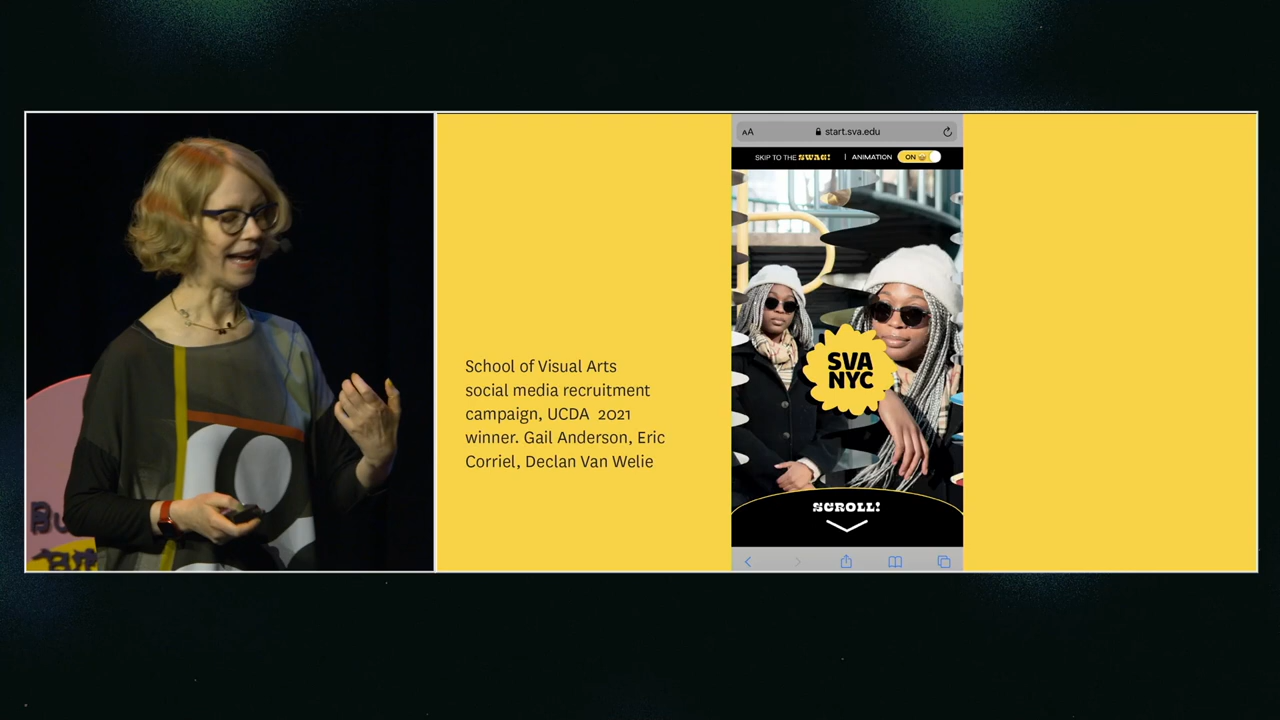 School of Visual Arts
social media recruitment
campaign, UCDA 2021
winner. Gail Anderson, Eric
Corriel, Declan Van Welie
AA
start.sva.edu
SKIP TO THE SWAG! | ANIMATION ON
SVA
NYC
SCROLL!